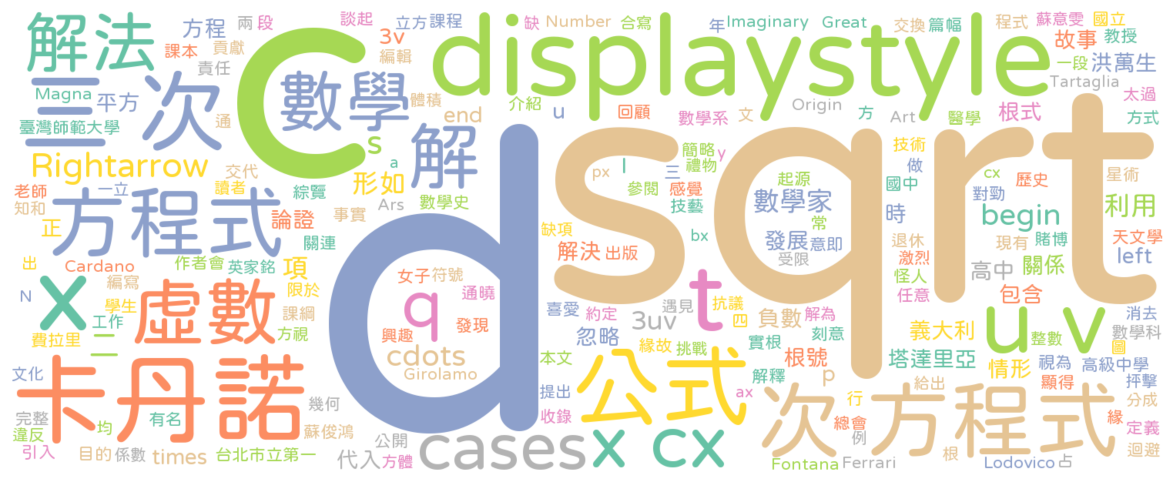 解法 方程 兩 段 談起 立方 課程 缺 Number 合寫 年 Imaginary Great 交換 篇幅 程式 蘇意雯 國立
課本 貢獻 責任 3v 編輯 displaystyle 故事 教授
三次 C 數學 一段 洪萬生 Tartaglia
Magna 平方 通 體積 end 介紹 u 回顧 數學系 文 Origin 方 Art 醫學 根式 太過 方式
臺灣師範大學 s 解 d sqrt
Rightarrow 交代 a 形如 l 三 簡略 y 禮物 技術 做 cx 星術
老師 一立 綜覽 讀者 Ars px 參閱 感覺 起源 國中 對勁 歷史
知和 方程式 事實 論證 數學史 技藝 數學家 常 時 begin 利用
正 關連 缺項 bx 發展 意即 退休 現有 賭博 天文學
出 作者會 英家銘 項 解決 出版 受限 激烈 left
Cardano 女子 符號 怪人 高中 關係
N x 編寫 虛數 限於 q 通曉 喜愛 約定 遇見 t 抗議 解為 任意 包含 消去
學生 課綱 發現 3uv 四 負數 刻意 u v 數學科
費拉里 工作 二 方視 興趣 忽略 實根 義大利 整數 圖
cdots 本文 緣故 挑戰 根號 塔達里亞 高級中學
文化 卡丹諾 Girolamo 提出 公式 解釋 p 情形 視為 抨擊
完整 有名 幾何 收錄 ax 行 給出 顯得 分成
違反 均 蘇俊鴻 公開 cases x cx 次方程式 總會 緣 定義
引入 目的 係數 times 台北市立第一 代入 方體 例 根 迴避
Fontana Ferrari Lodovico 占